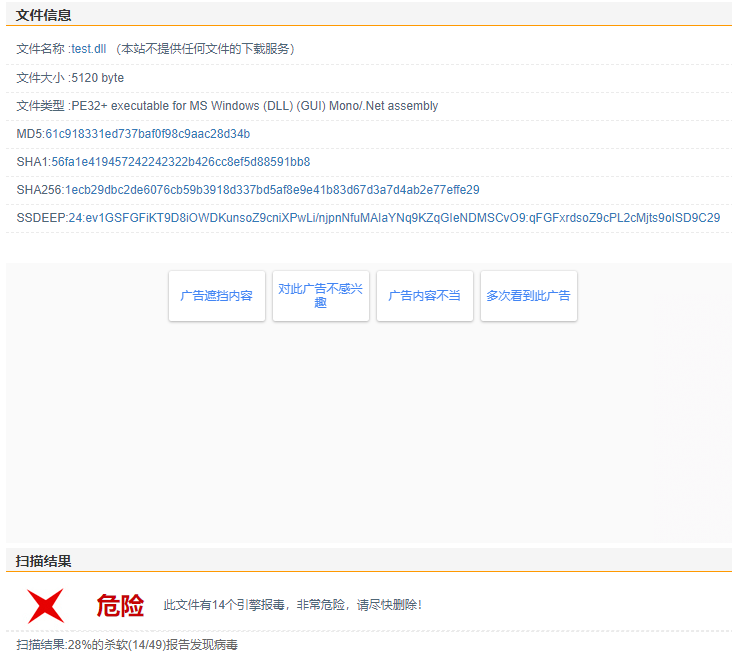 文件信息
文件名称 :test.dll （本站不提供任何文件的下载服务）
文件大小 :5120 byte
文件类型 :PE32+ executable for MS Windows (DLL) (GUI) Mono/.Net assembly
MD5:61c918331ed737baf0f98c9aac28d34b
SHA1:56fa1e419457242242322b426cc8ef5d88591bb8
SHA256:1ecb29dbc2de6076cb59b3918d337bd5af8e9e41b83d67d3a7d4ab2e77effe29
SSDEEP:24:ev1GSFGFiKT9D8iOWDKunsoZ9cniXPwLi/njpnNfuMAIaYNq9KZqGIeNDMSCvO9:qFGFxrdsoZ9cPL2cMjts9oISD9C29
广告遮挡内容
对此广告不感兴
趣
广告内容不当
多次看到此广告
扫描结果
危险
此文件有14个引擎报毒，非常危险，请尽快删除！
扫描结果:28%的杀软(14/49)报告发现病毒